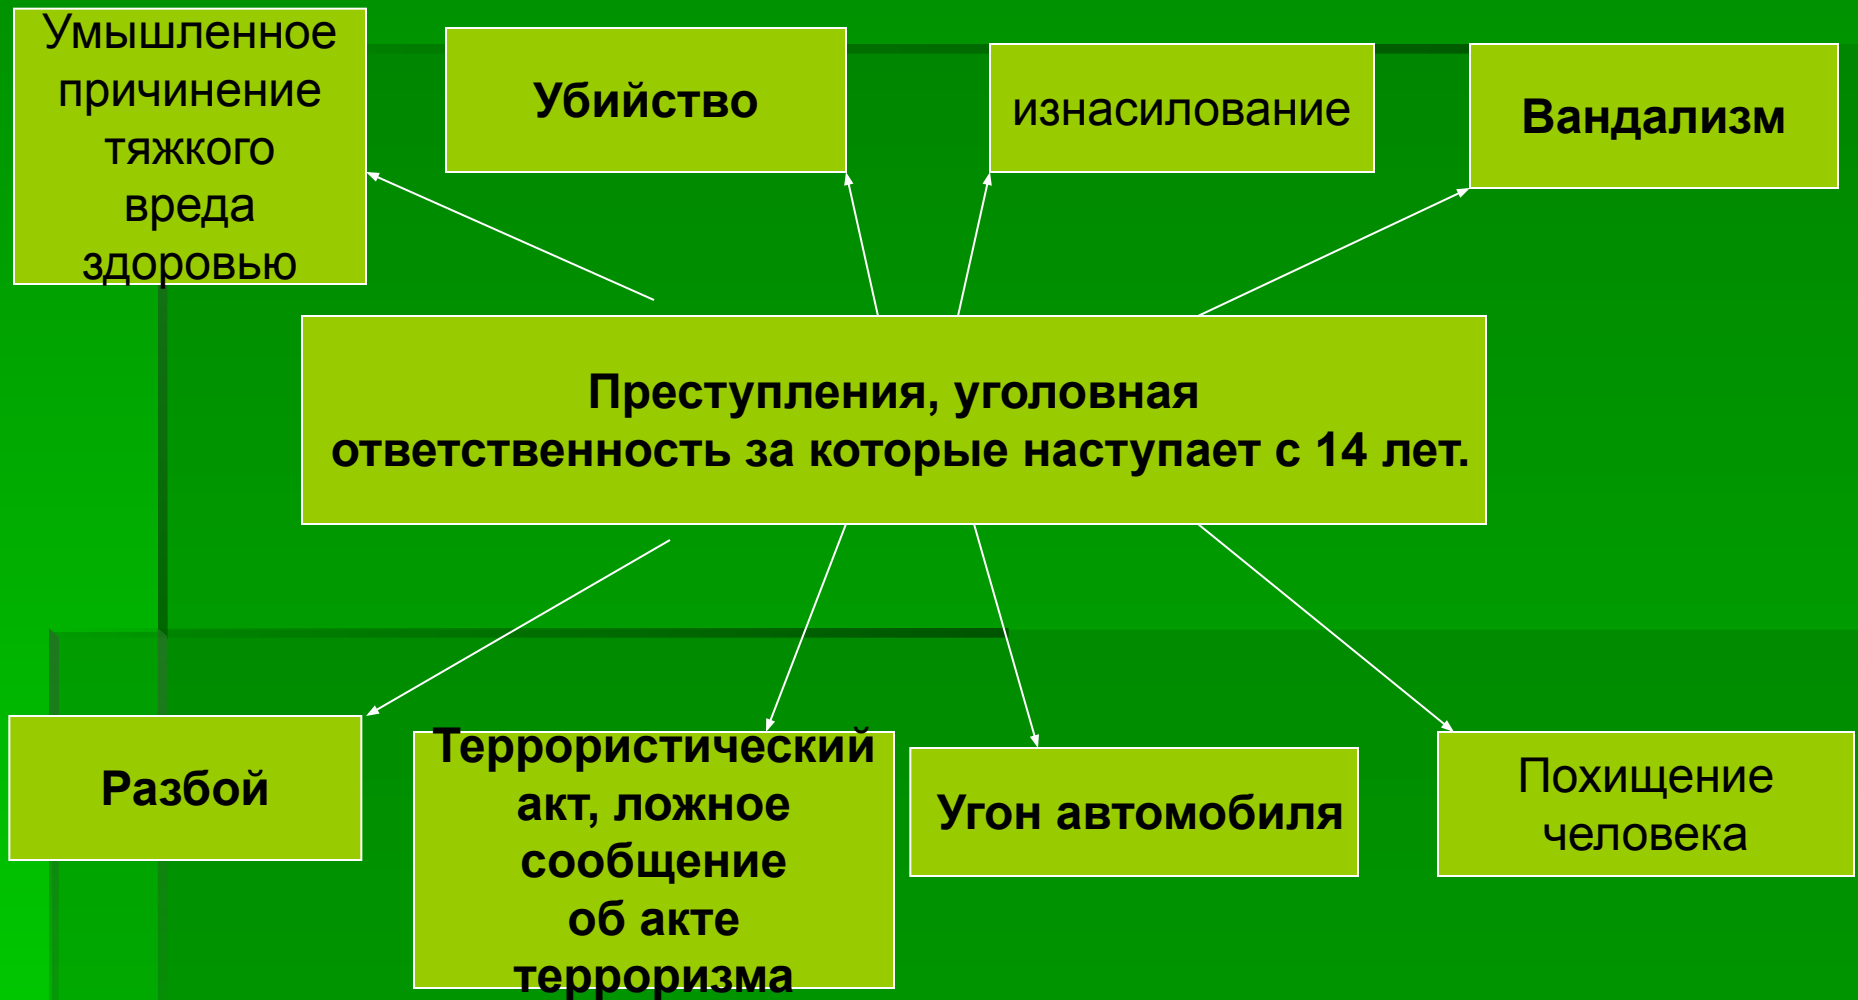 Умышленное
причинение
тяжкого
вреда
здоровью
Убийство
изнасилование
Вандализм
Преступления, уголовная
ответственность за которые наступает с 14 лет.
Разбой
Террористический
акт, ложное
сообщение
об акте
терроризма
Угон автомобиля
Похищение
человека